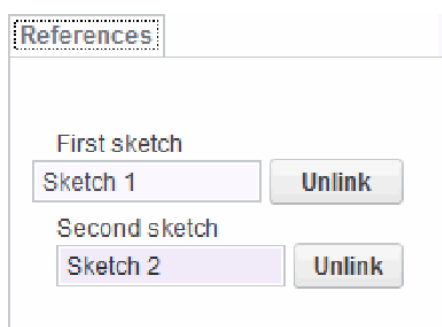 References
First sketch
Sketch 1 Unlink
Second sketch
Sketch 2 Unlink